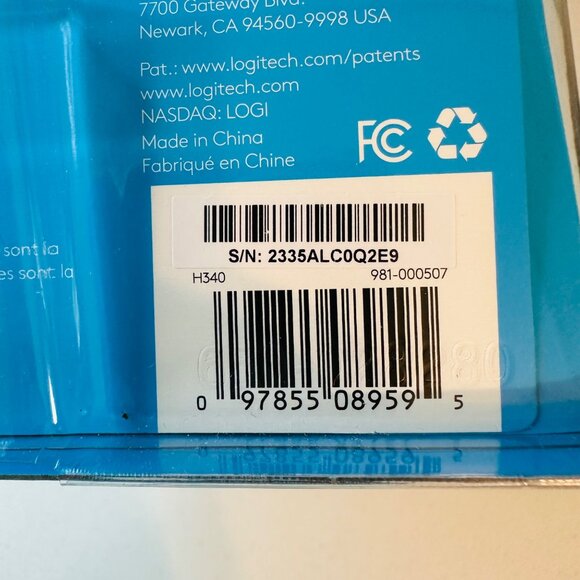 7700 Gateway Blvd.
Newark, CA 94560-9998 USA
Pat.: www.logitech.com/patents
www.logitech.com
NASDAQ: LOGI
Made in China
Fabriqué en Chine
FC
sont la
es sont la
S/N: 2335ALC0Q2E9
H340 981-000507
0 97855 08959 5